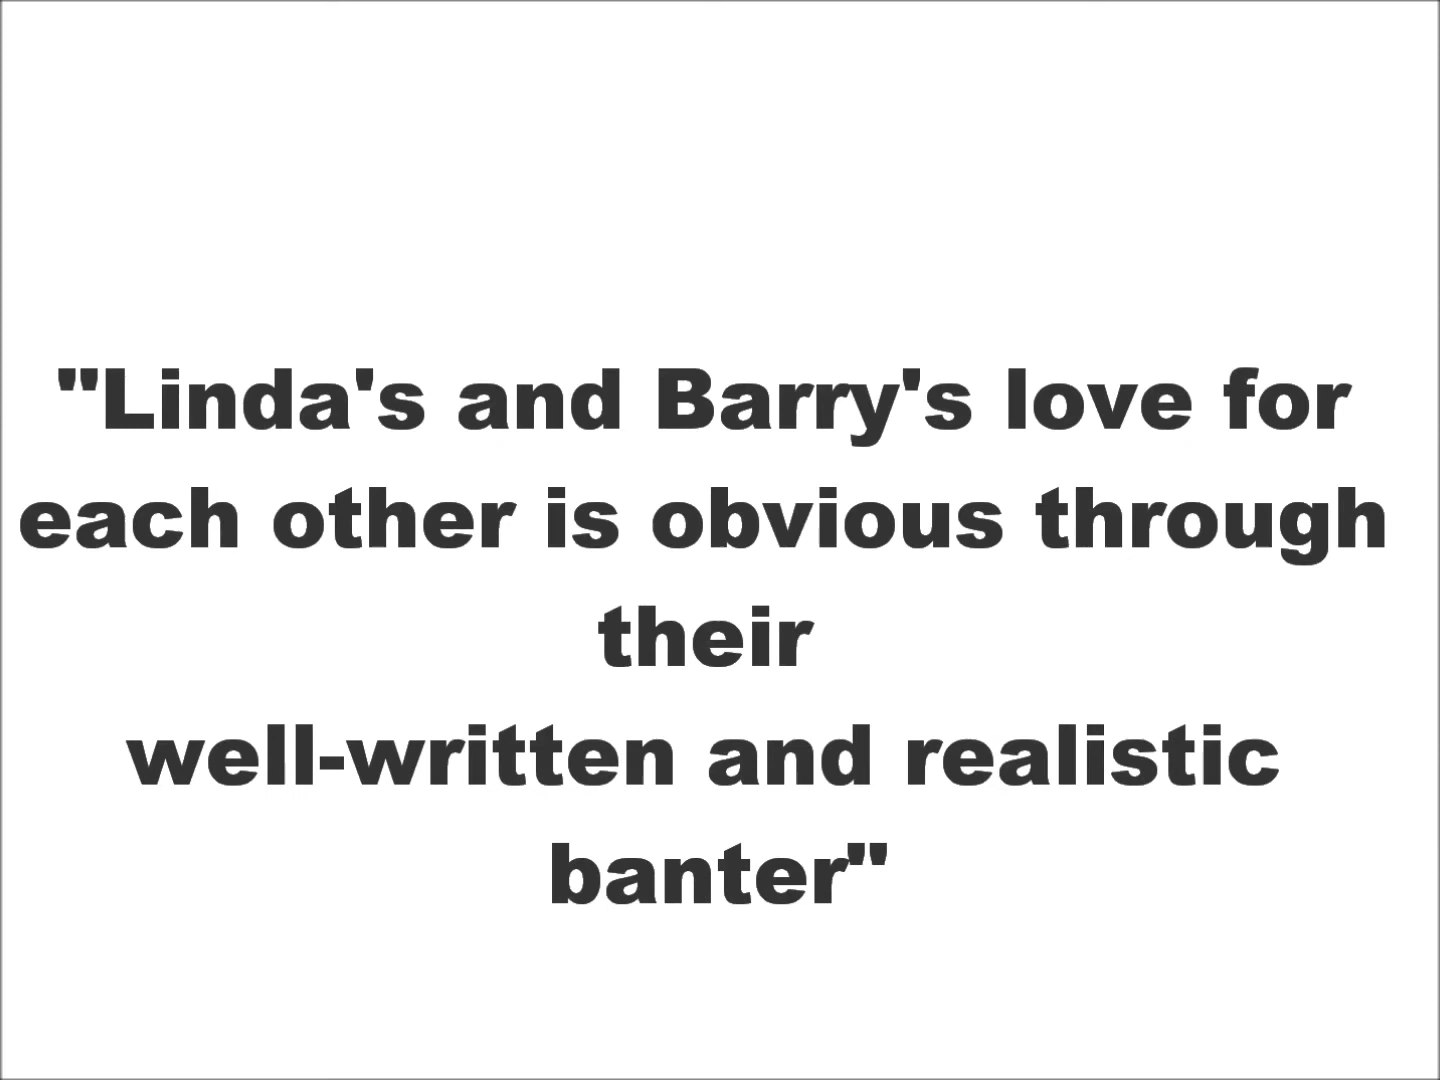 "Linda's and Barry's love for
each other is obvious through
their
well-written and realistic
banter"